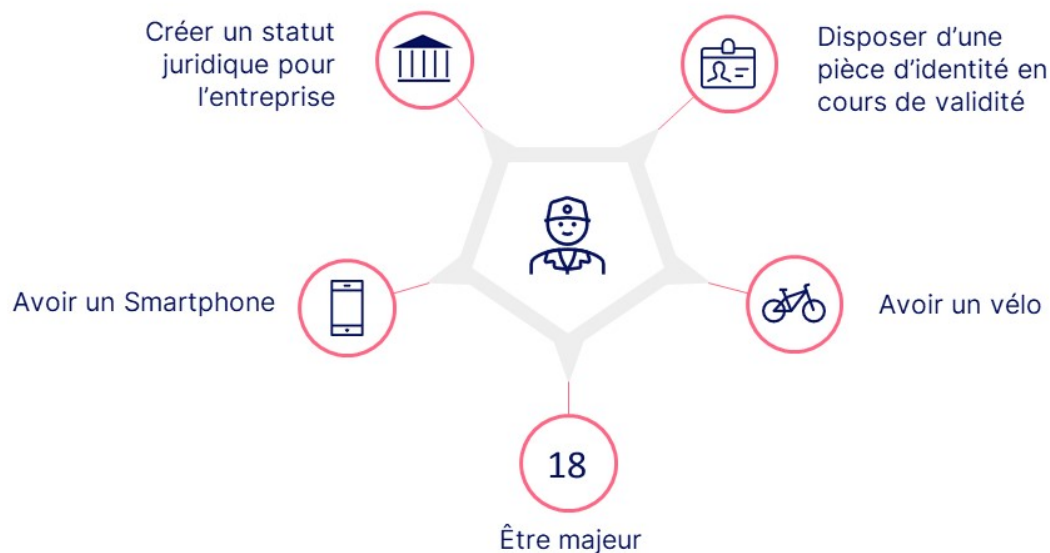 Créer un statut
juridique pour
l'entreprise
Disposer d'une
pièce d'identité en
cours de validité
Avoir un Smartphone
Avoir un vélo
18
Être majeur